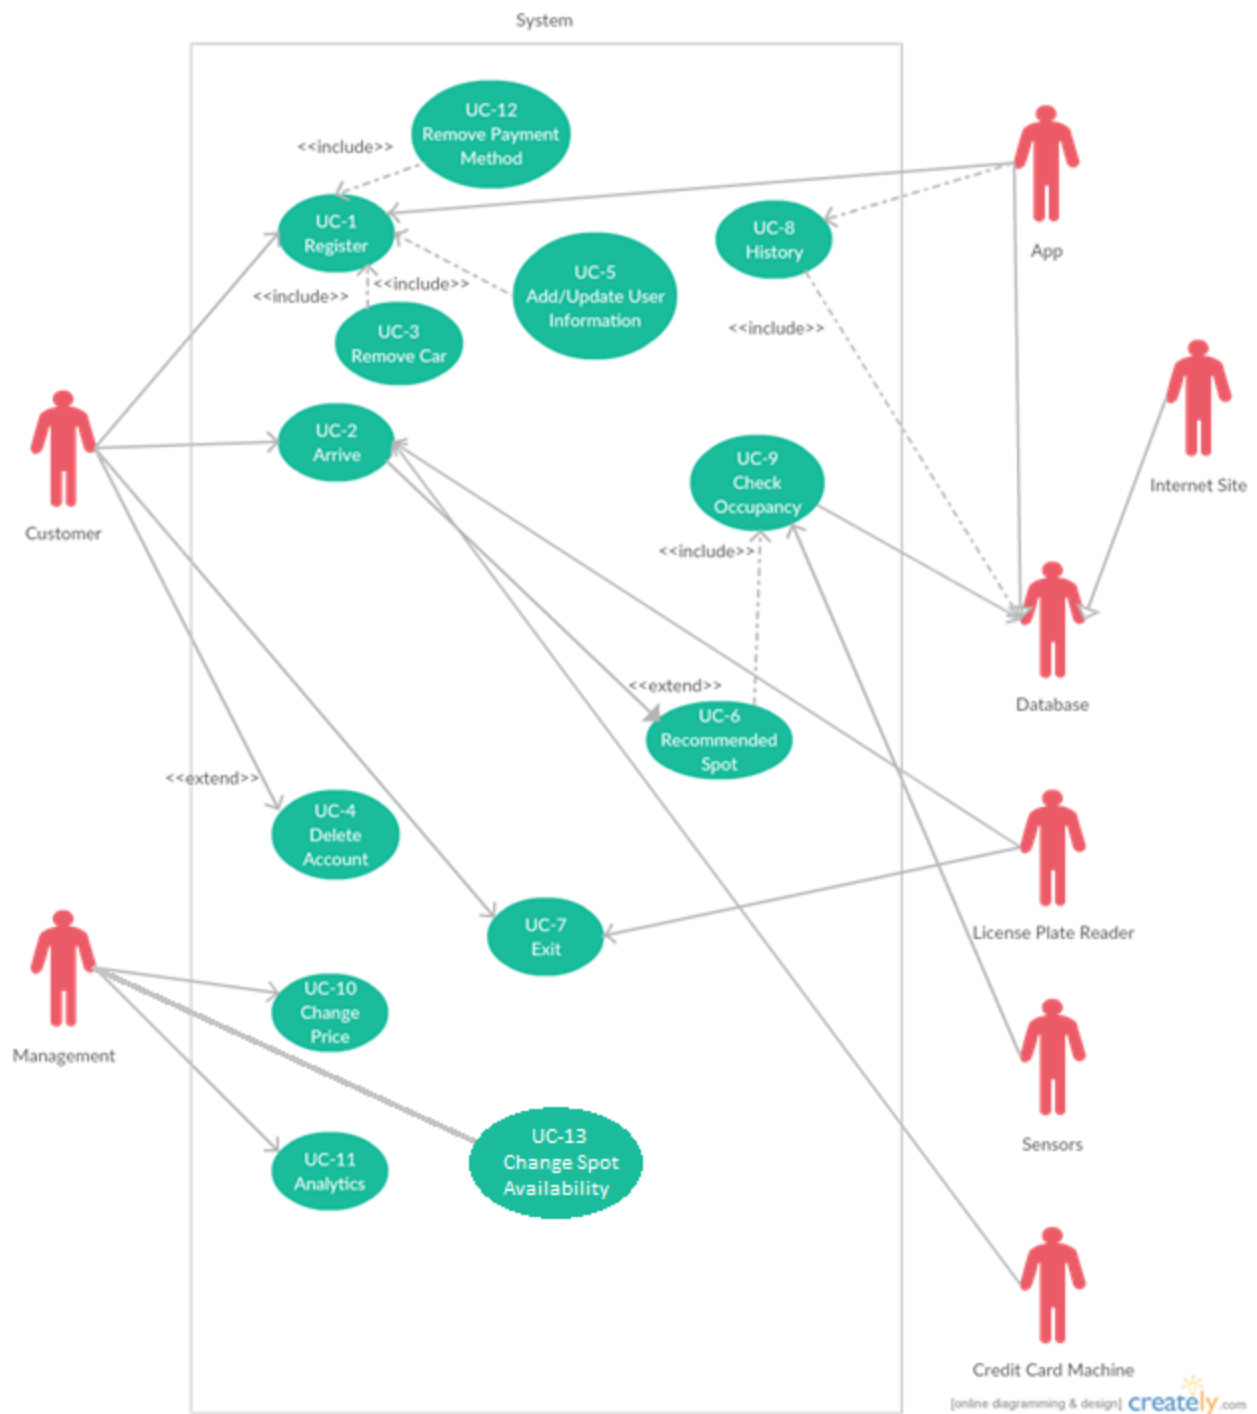 System
UC-12
Remove Payment
Method
<<include>>
UC-1
Register
UC-8
History
App
UC-5
Add/Update User
Information
<<include>>
<<include>>
<<include>>
UC-3
Remove Car
UC-2
Arrive
UC-9
Check
Occupancy
Internet Site
Customer
<<include>>
Database
<<extend>>
UC-6
Recommended
Spot
<<extend>>
UC-4
Delete
Account
UC-7
Exit
License Plate Reader
UC-10
Change
Price
Management
UC-13
Change Spot
Availability
Sensors
UC-11
Analytics
Credit Card Machine
[online diagramming & design] creately.com